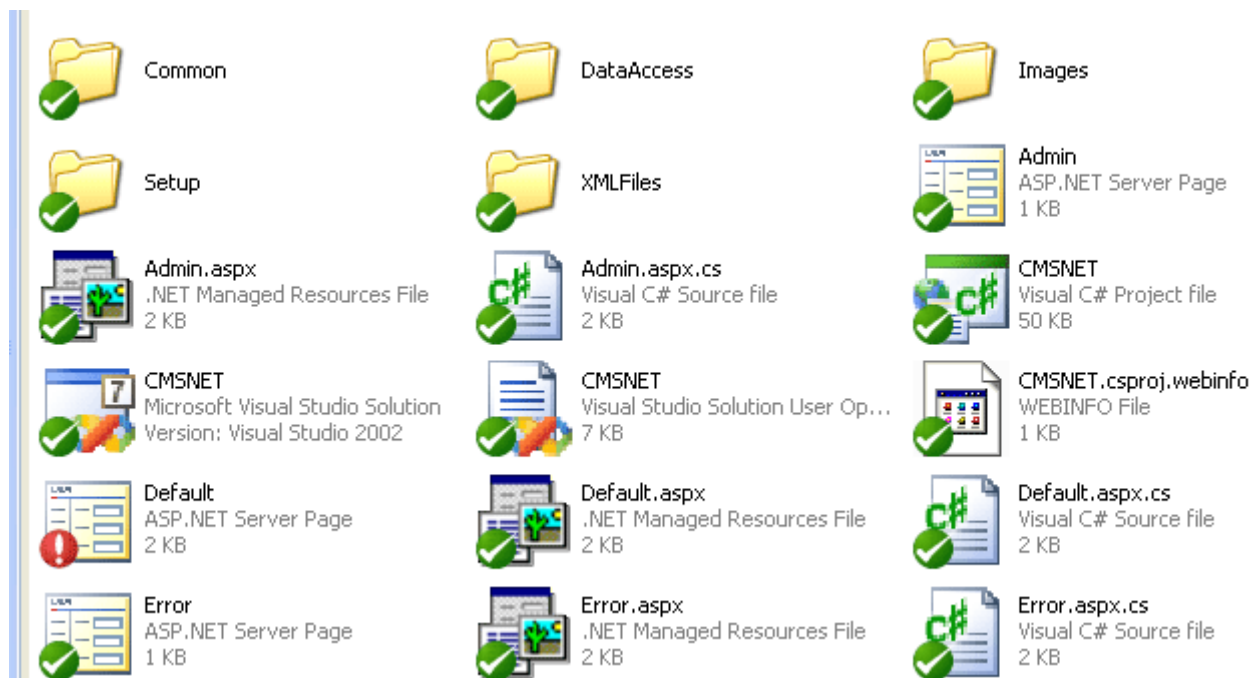 Common
DataAccess
Images
Setup
XMLFiles
Admin
ASP.NET Server Page
1 KB
Admin.aspx
.NET Managed Resources File
2 KB
Admin.aspx.cs
Visual C# Source file
2 KB
CMSNET
Visual C# Project file
50 KB
CMSNET
Microsoft Visual Studio Solution
Version: Visual Studio 2002
CMSNET
Visual Studio Solution User Op...
7 KB
CMSNET.csproj.webinfo
WEBINFO File
1 KB
Default
ASP.NET Server Page
2 KB
Default.aspx
.NET Managed Resources File
2 KB
Default.aspx.cs
Visual C# Source file
2 KB
Error
ASP.NET Server Page
1 KB
Error.aspx
.NET Managed Resources File
2 KB
Error.aspx.cs
Visual C# Source file
2 KB